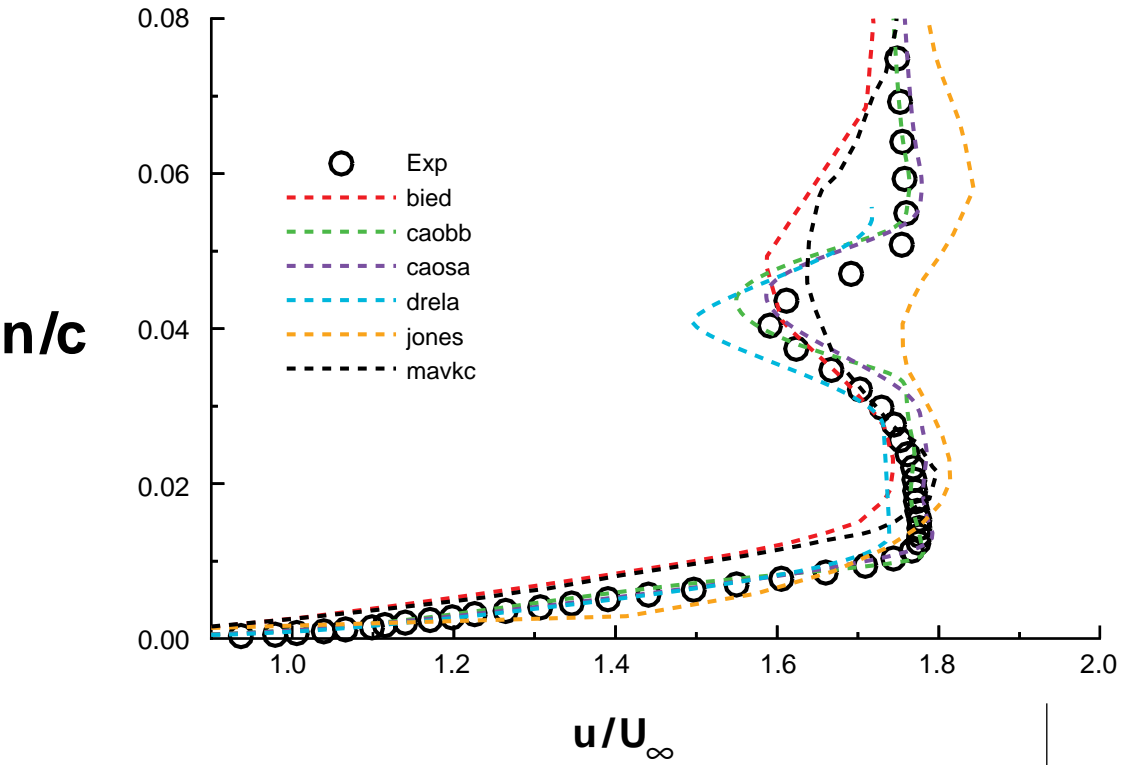 0.08
0.06
Exp
bied
caobb
caosa
drela
jones
mavkc
n/c
0.04
0.02
0.00
1.0 1.2 1.4 1.6 1.8 2.0
u/U∞